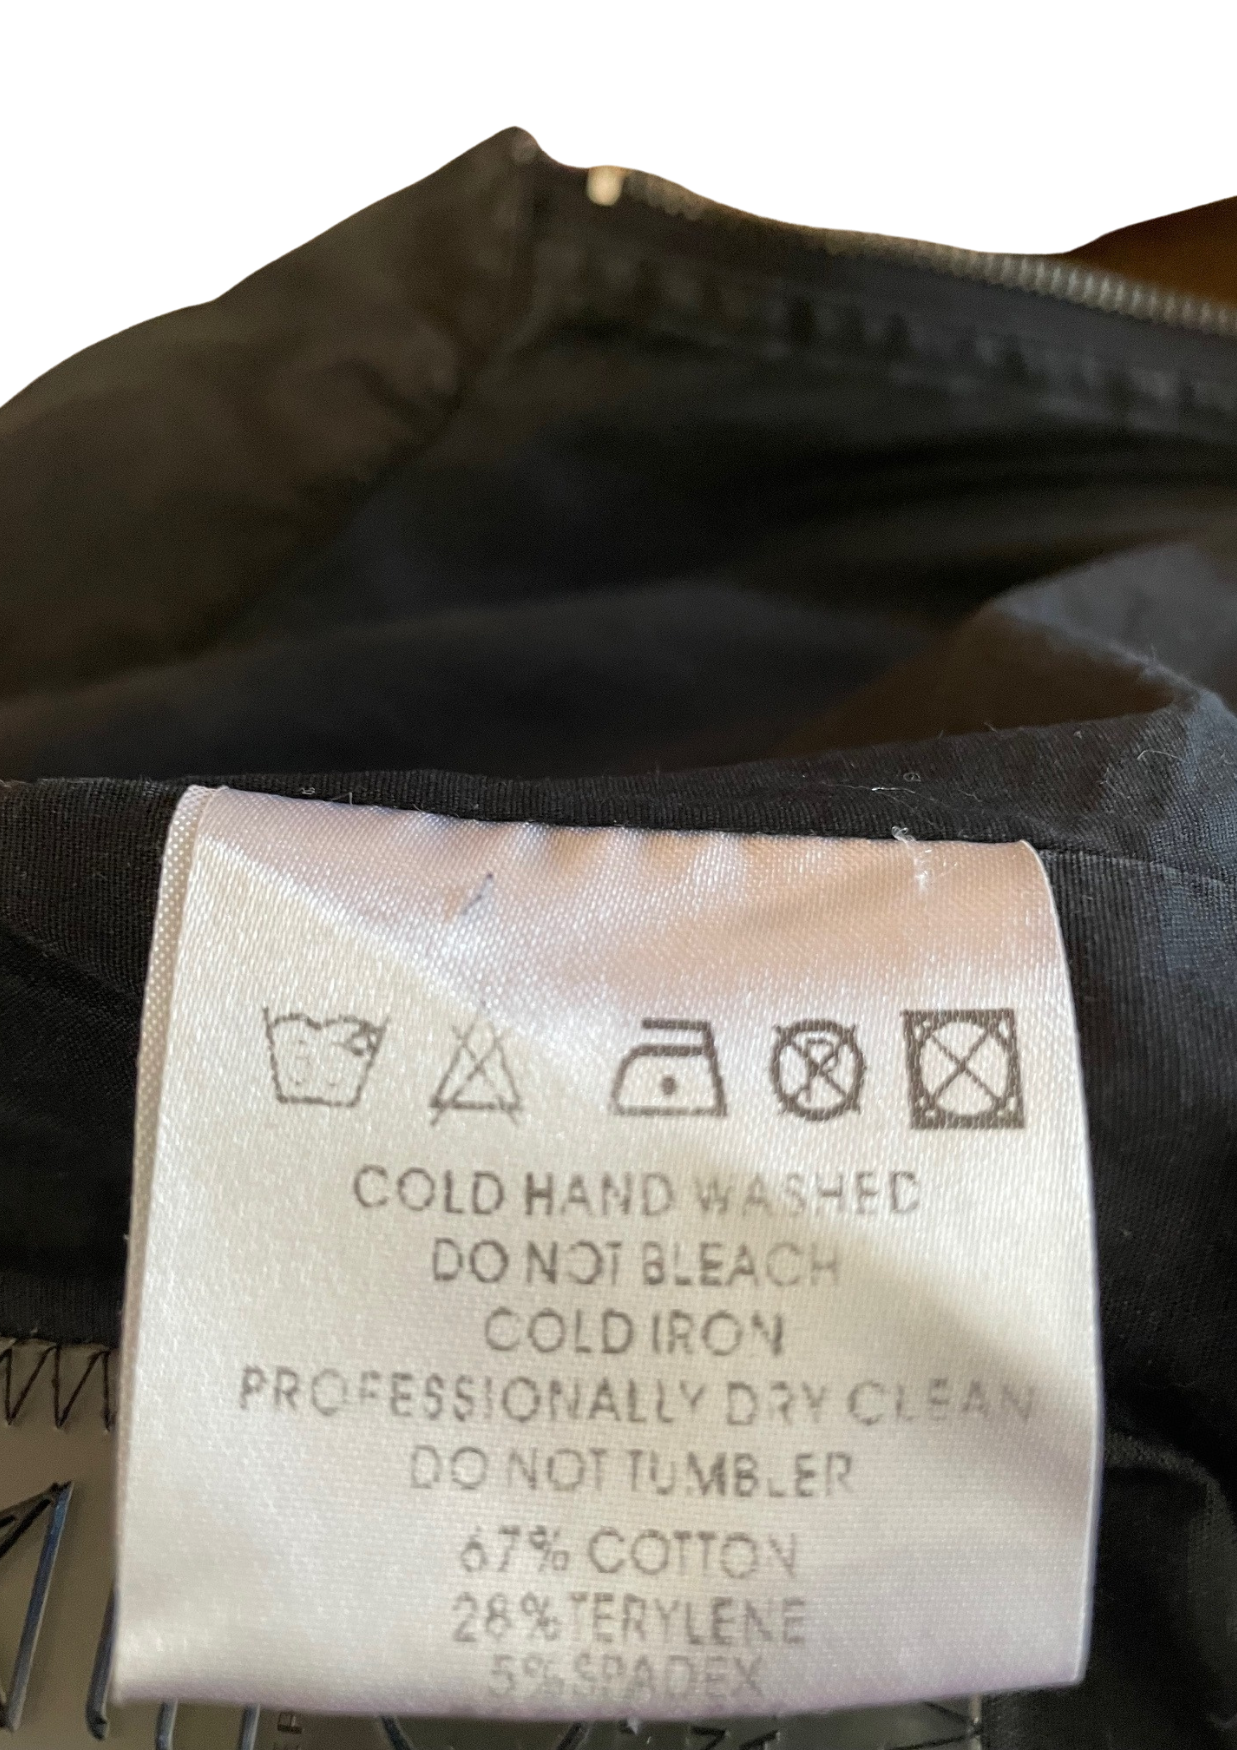 COLD HAND WASHED
DO NOT BLEACH
COLD IRON
PROFESSIONALLY DRY CLEAN
DO NOT TUMBLER
67% COTTON
28% TERYLENE
5% SPADEX